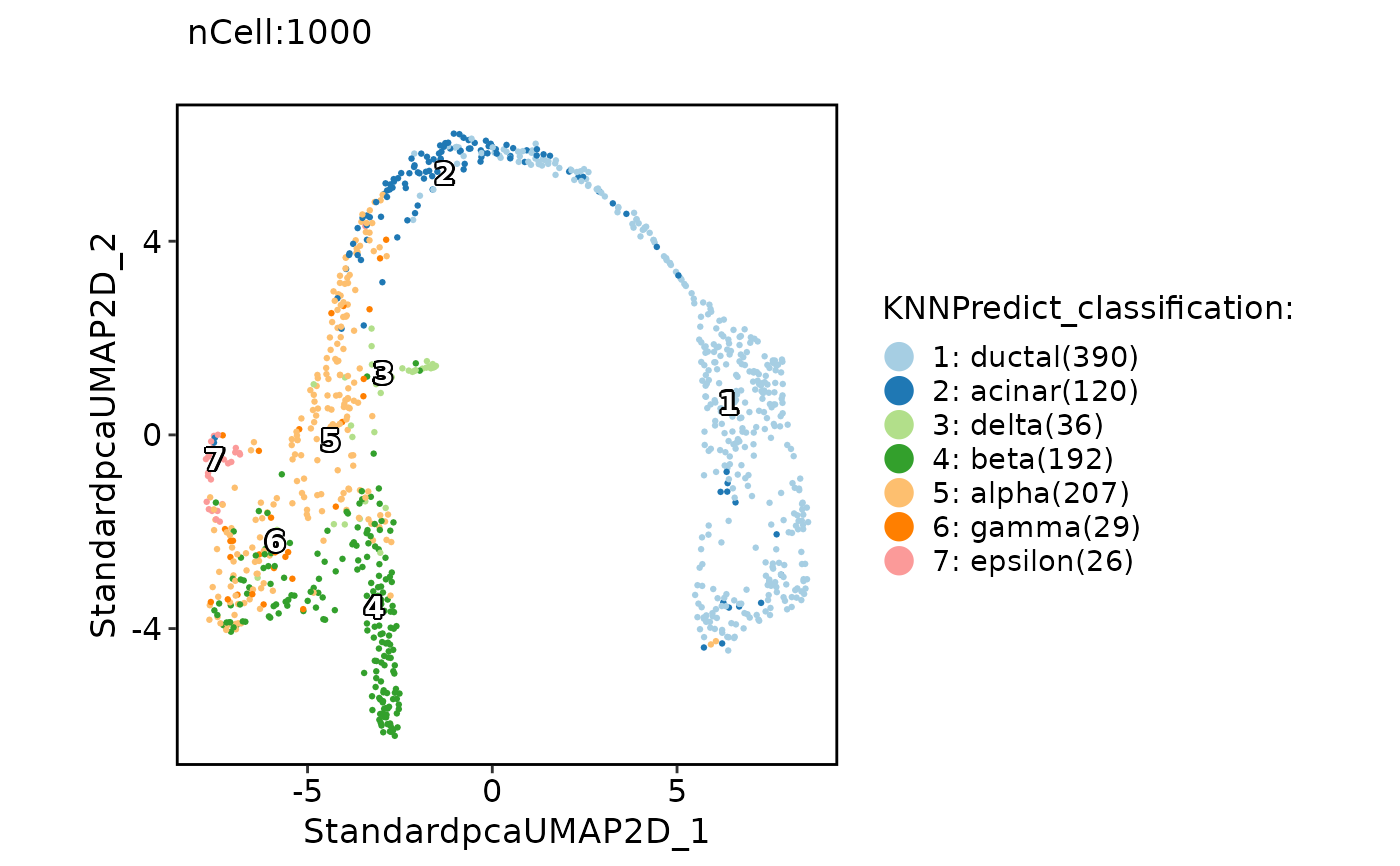 nCell:1000
StandardpcaUMAP2D_2
4
0
-4
2
3
1
5
7
6
4
-5
0
5
StandardpcaUMAP2D_1
KNNPredict_classification:
1: ductal(390)
2: acinar(120)
3: delta(36)
4: beta(192)
5: alpha(207)
6: gamma(29)
7: epsilon(26)